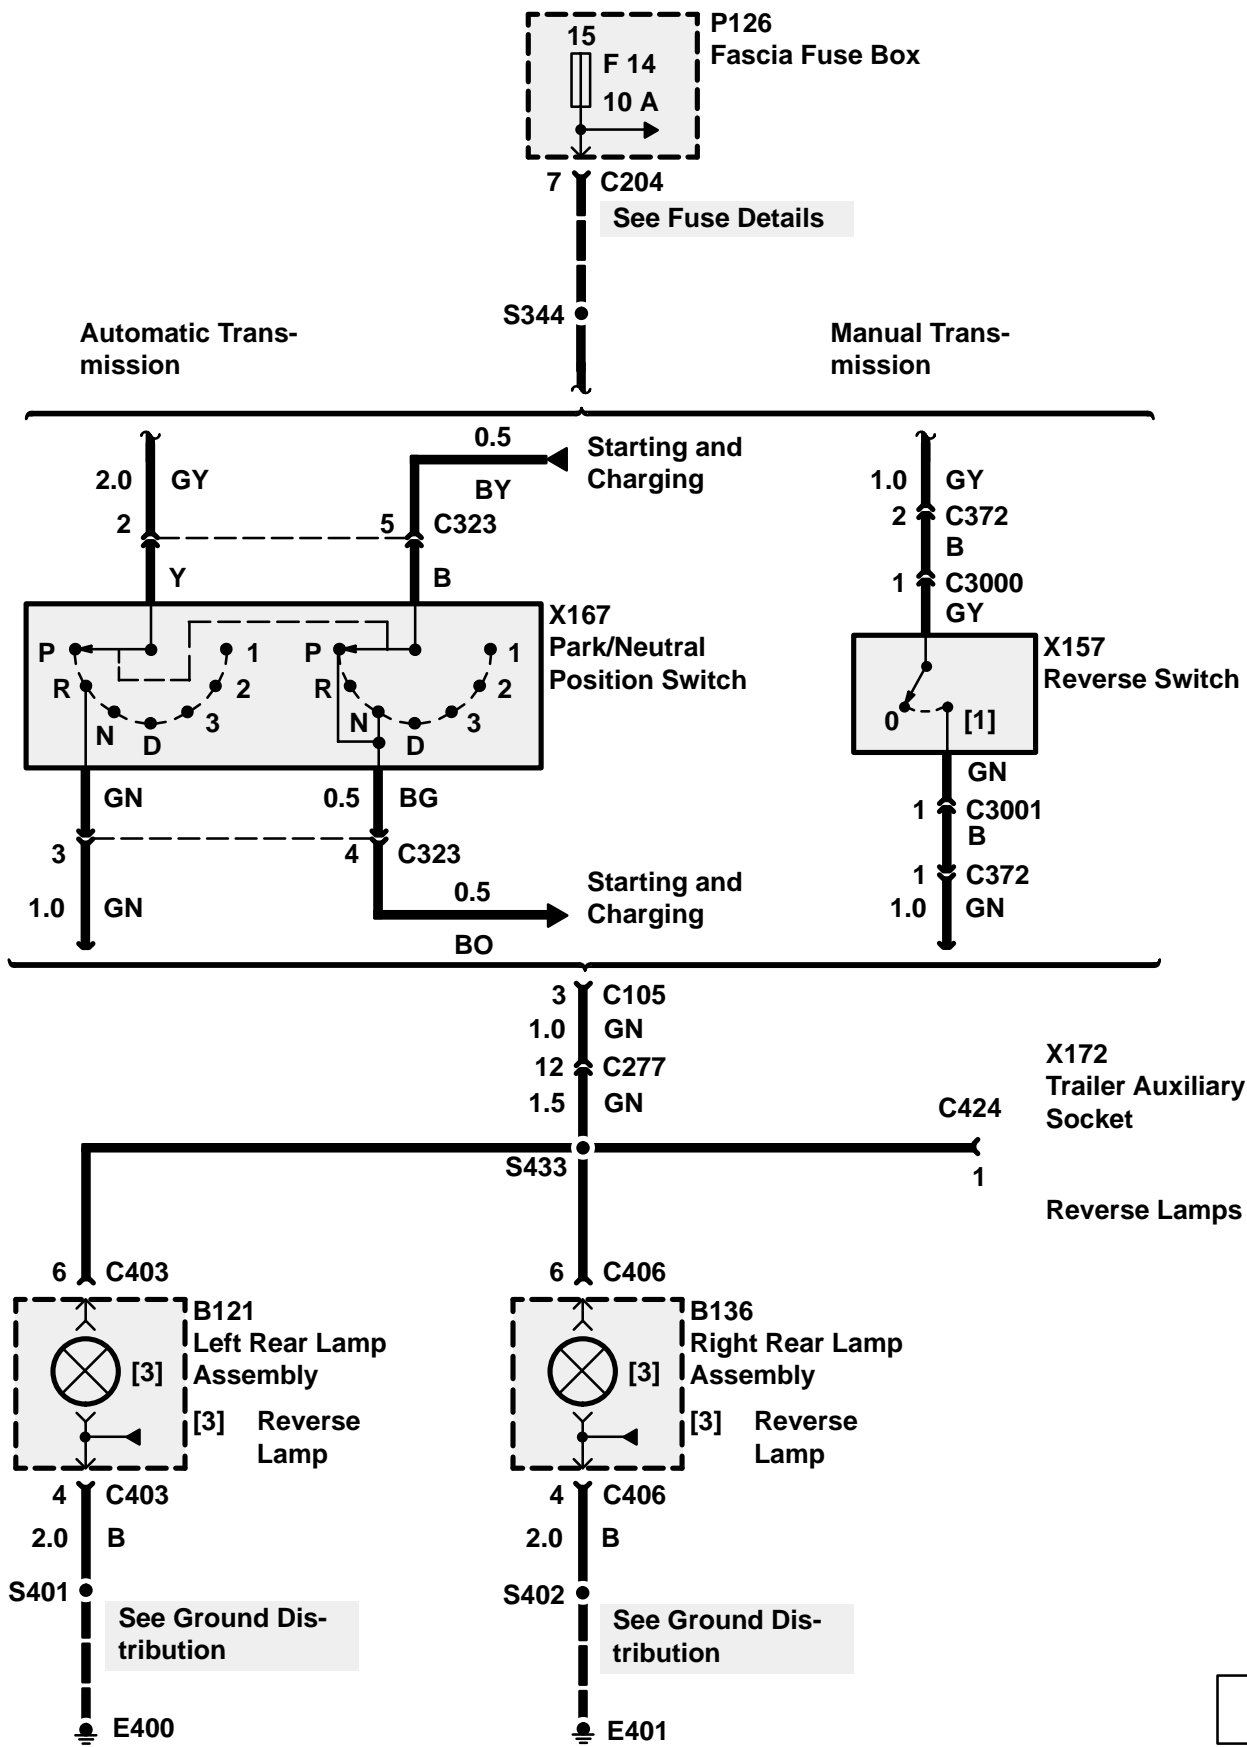 P126
Fascia Fuse Box
15
F 14
10 A
7 C204
See Fuse Details
S344
Automatic Trans-
mission
Manual Trans-
mission
0.5
BY
Starting and
Charging
2.0 GY
2
5 C323
Y
B
1.0 GY
2 C372
B
1 C3000
GY
X167
Park/Neutral
Position Switch
P R N D 3 2 1
P R N D 3 2 1
X157
Reverse Switch
0 [1]
GN
0.5 BG
3
4 C323
1.0 GN
0.5
BO
Starting and
Charging
GN
1 C3001
B
1 C372
1.0 GN
3 C105
1.0 GN
12 C277
1.5 GN
S433
C424
1
X172
Trailer Auxiliary
Socket
Reverse Lamps
6 C403
6 C406
B121
Left Rear Lamp
Assembly
[3]
[3] Reverse
Lamp
B136
Right Rear Lamp
Assembly
[3]
[3] Reverse
Lamp
4 C403
2.0 B
S401
See Ground Dis-
tribution
E400
4 C406
2.0 B
S402
See Ground Dis-
tribution
E401